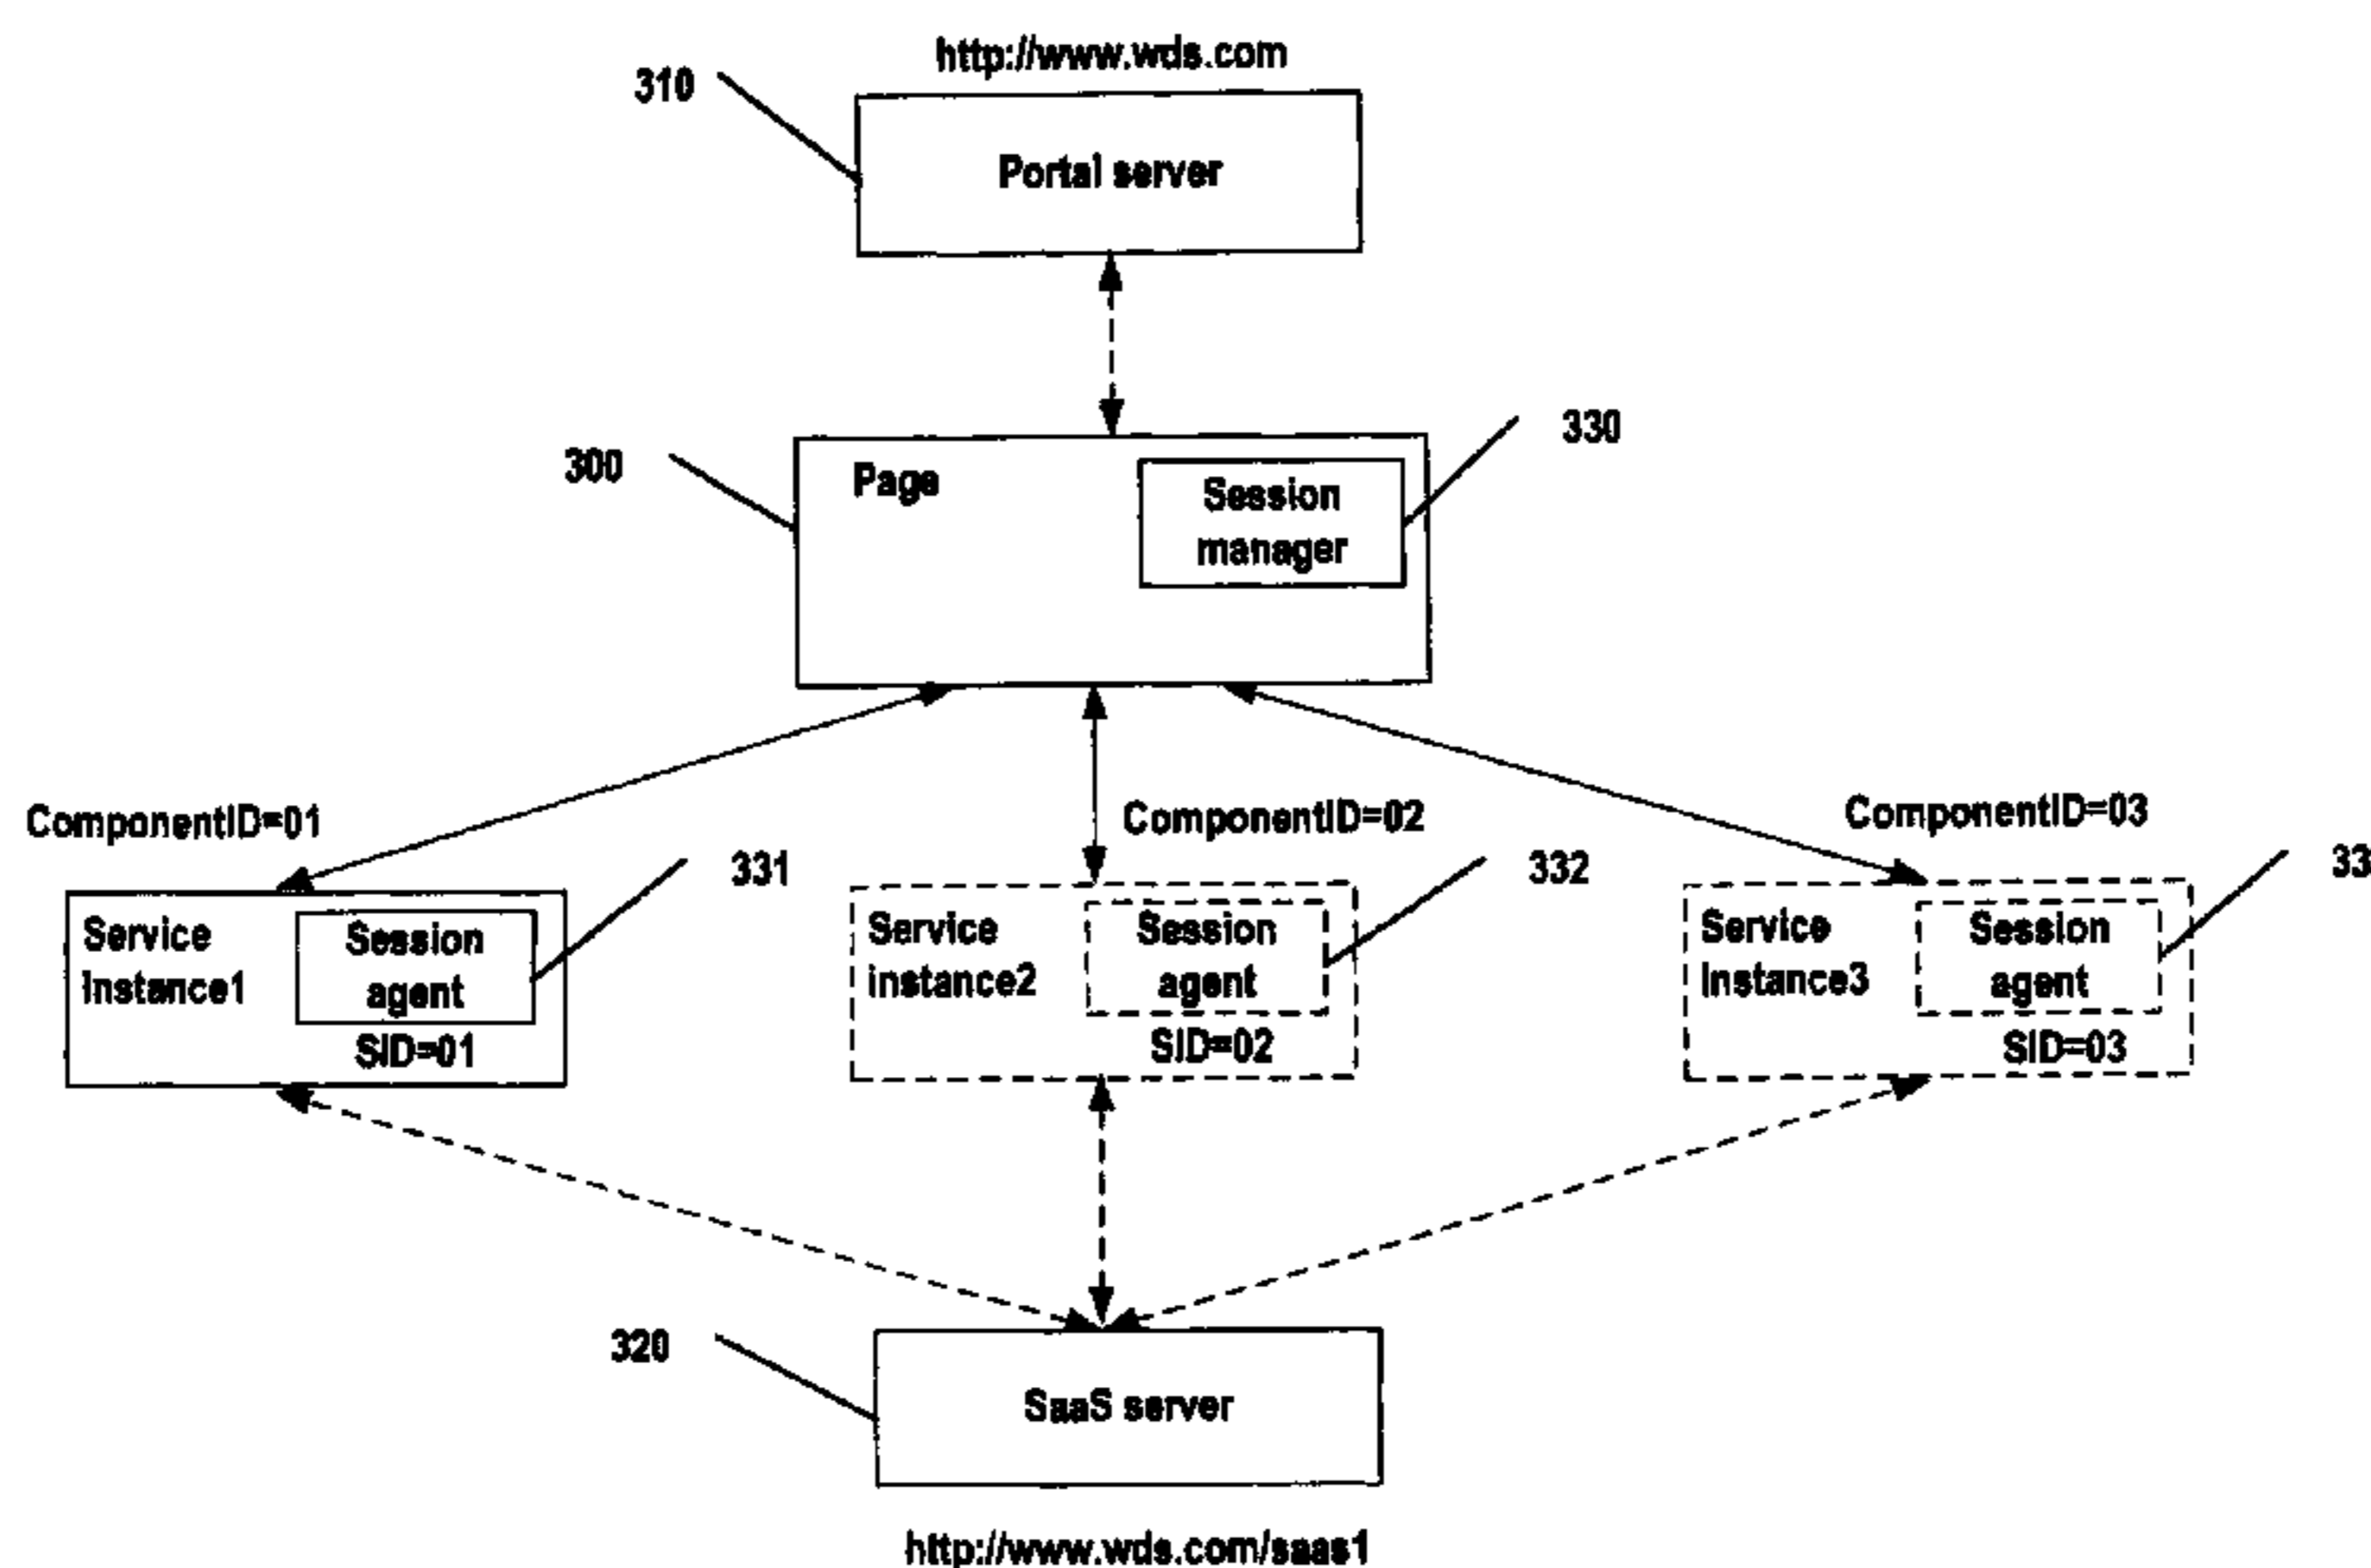 http://www.wds.com
310
Portal server
300
Page
Session
manager
330
ComponentID=01
ComponentID=02
ComponentID=03
331
332
33
Service
Instance1
Session
agent
SID=01
Service
instance2
Session
agent
SID=02
Service
Instance3
Session
agent
SID=03
320
SaaS server
http://www.wds.com/saas1